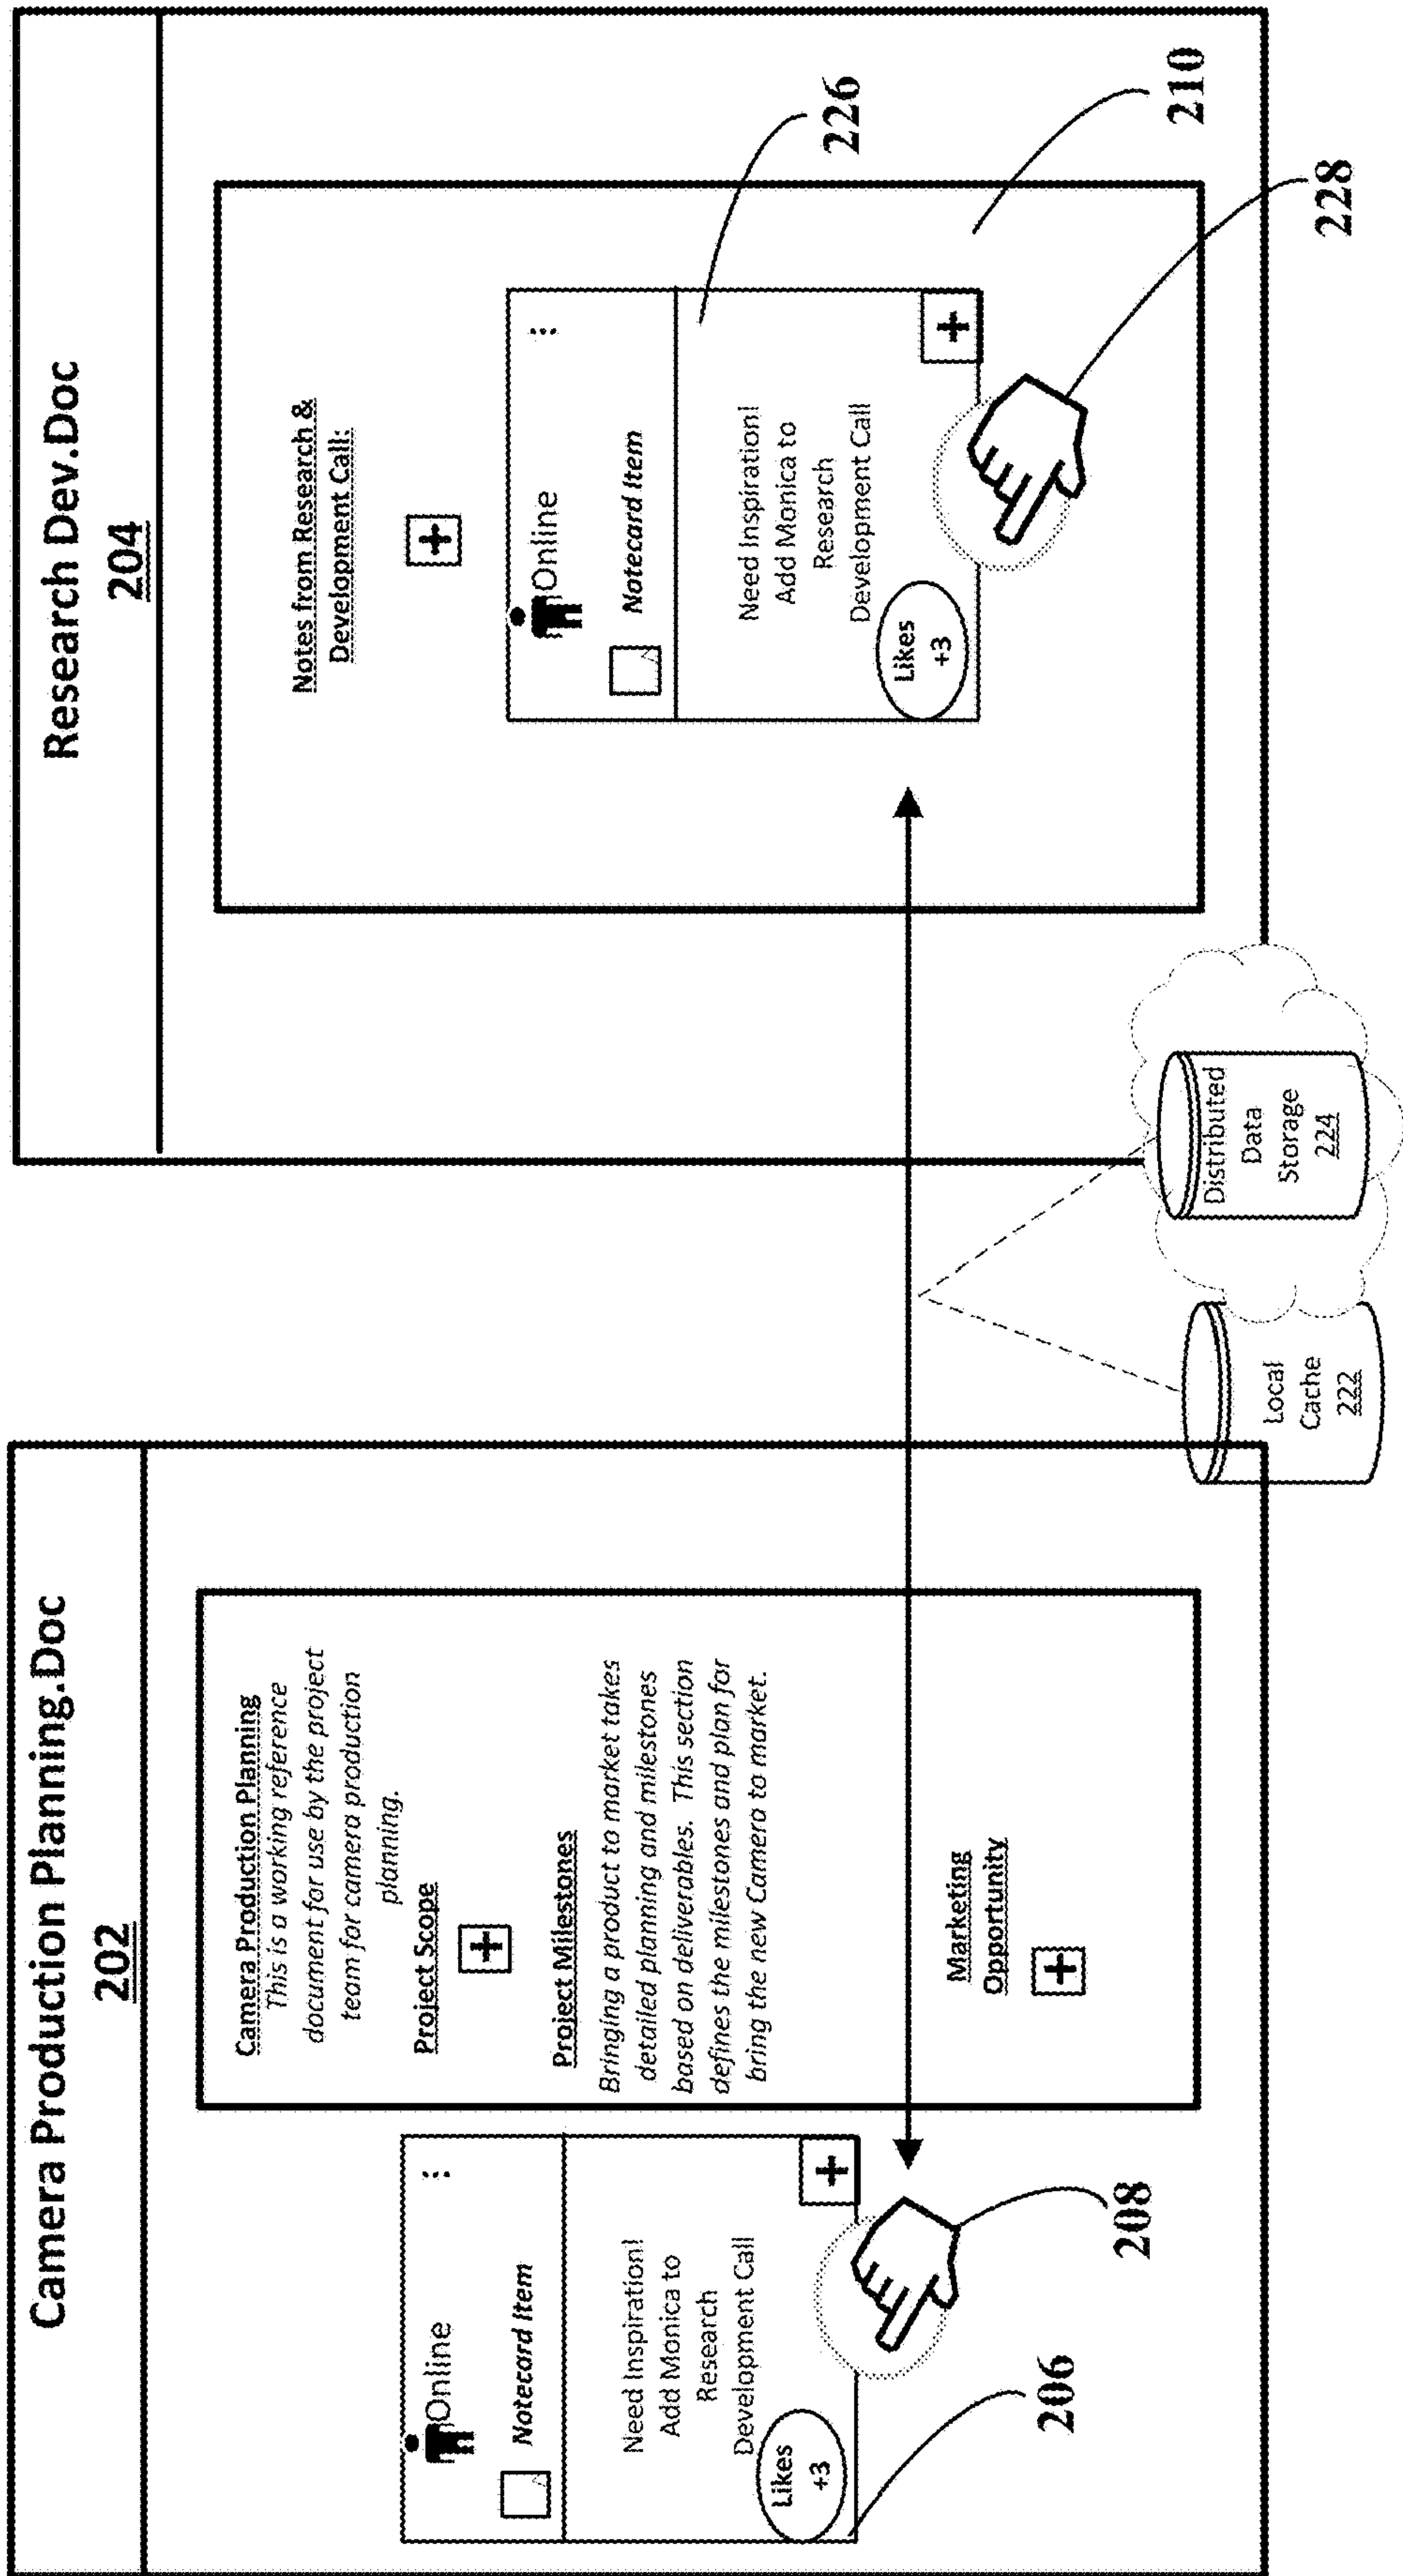 Camera Production Planning.Doc
202
Online
:
Notecard Item
Need Inspiration!
Add Monica to
Research
Development Call
Likes
+3
+
206
208
Camera Production Planning
This is a working reference
document for use by the project
team for camera production
planning.
Project Scope
+
Project Milestones
Bringing a product to market takes
detailed planning and milestones
based on deliverables. This section
defines the milestones and plan for
bring the new Camera to market.
Marketing
Opportunity
+
Local
Cache
222
Distributed
Data
Storage
224
Research Dev.Doc
204
Notes from Research &
Development Call:
+
Online
:
Notecard Item
Need Inspiration!
Add Monica to
Research
Development Call
Likes
+3
+
226
210
228